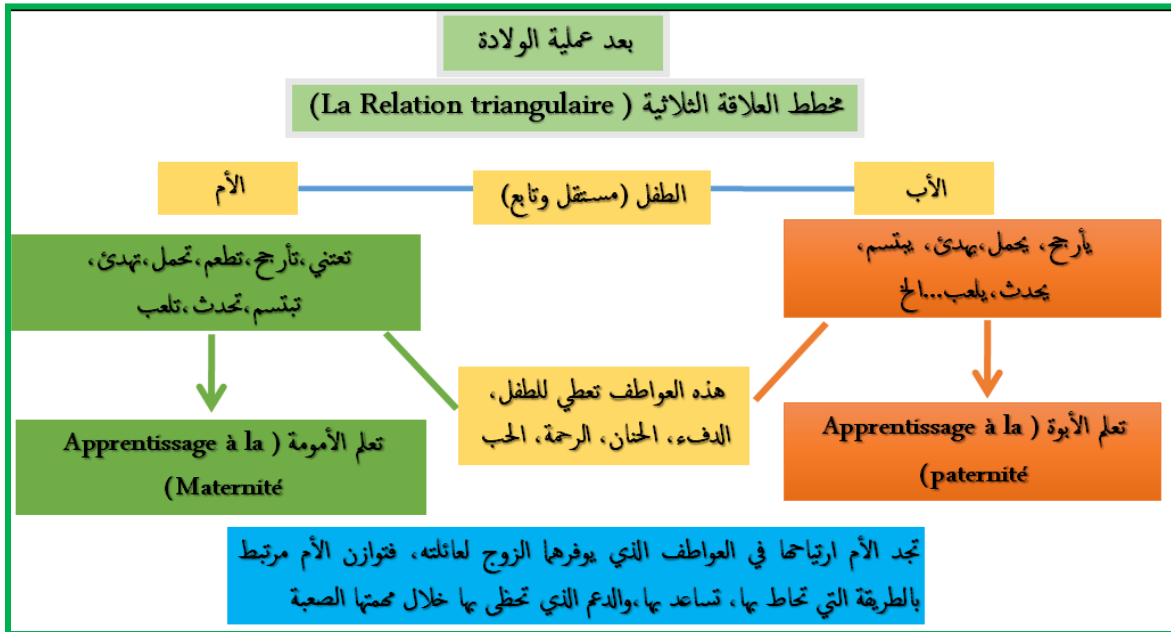 بعد عملية الولادة
مخطط العلاقة الثلاثية ( La Relation triangulaire)
الأب
الطفل (مستقل وتابع)
الأم
يأرجح، يحمل،يهدئ، يبتسم،
يحدث،يلعب...الخ
تعتني،تأرجح،تطعم،تحمل،تهدئ،
تبتسم،تحدث،تلعب
هذه العواطف تعطي للطفل،
الدفء، الحنان، الرحمة، الحب
تعلم الأبوة ( Apprentissage à la
paternité)
تعلم الأمومة ( Apprentissage à la
Maternité)
تجد الأم ارتياحها في العواطف الذي يوفرها الزوج لعائلته، فتوازن الأم مرتبط
بالطريقة التي تحاط بها، تساعد بها،والدعم الذي تحظى بها خلال مهمتها الصعبة